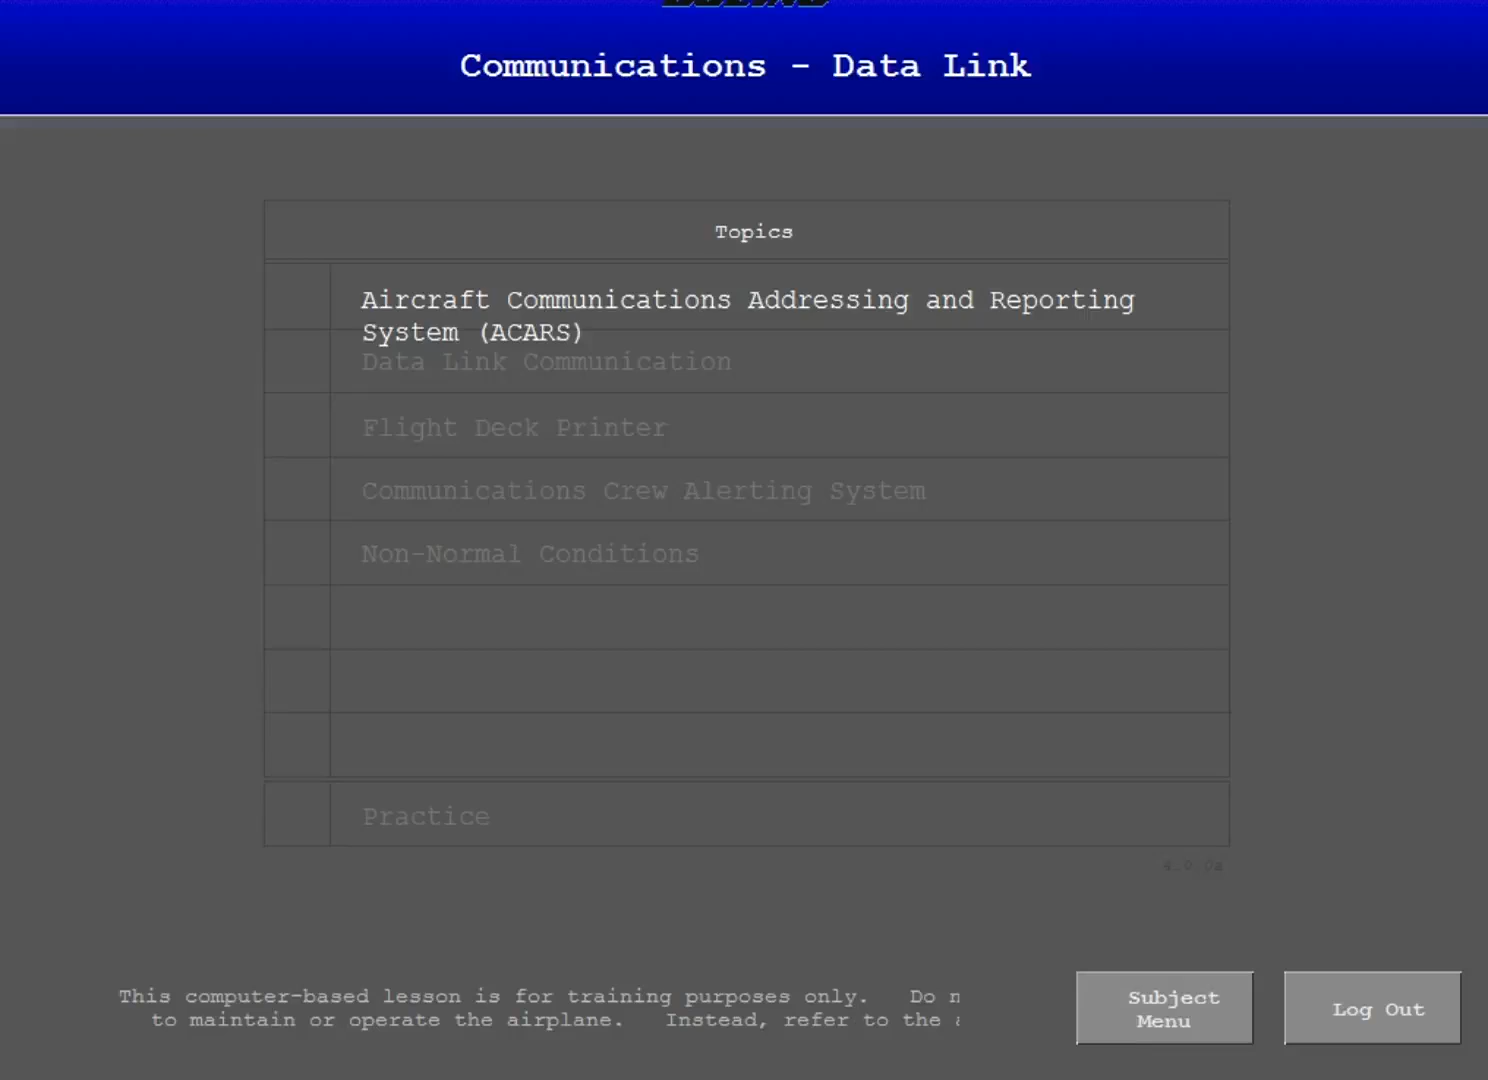 Communications - Data Link
Topics
Aircraft Communications Addressing and Reporting
System (ACARS)
Data Link Communication
Flight Deck Printer
Communications Crew Alerting System
Non-Normal Conditions
Practice
This computer-based lesson is for training purposes only. Do
to maintain or operate the airplane. Instead, refer to the
Subject
Menu
Log Out